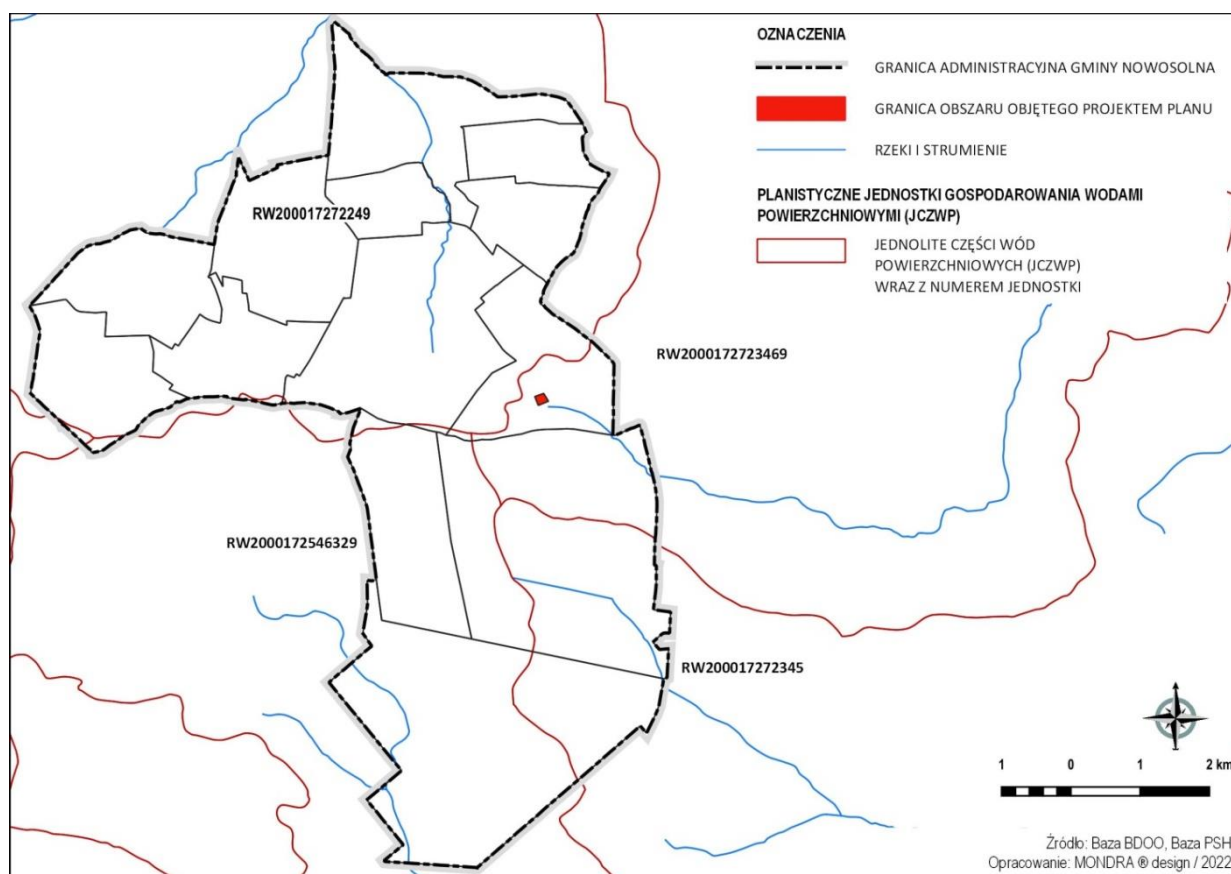 OZNACZENIA
GRANICA ADMINISTRACYJNA GMINY NOWOSOLNA
GRANICA OBSZARU OBJĘTEGO PROJEKTEM PLANU
RZEKI I STRUMIENIE
PLANISTYCZNE JEDNOSTKI GOSPODAROWANIA WODAMI
POWIERZCHNIOWYMI (JCZWP)
JEDNOLITE CZĘŚCI WÓD
POWIERZCHNIOWYCH (JCZWP)
WRAZ Z NUMEREM JEDNOSTKI
RW200017272249
RW2000172723469
RW2000172546329
RW200017272345
1 0 1 2 km
Źródło: Baza BDOO, Baza PSH
Opracowanie: MONDRA ® design / 2022